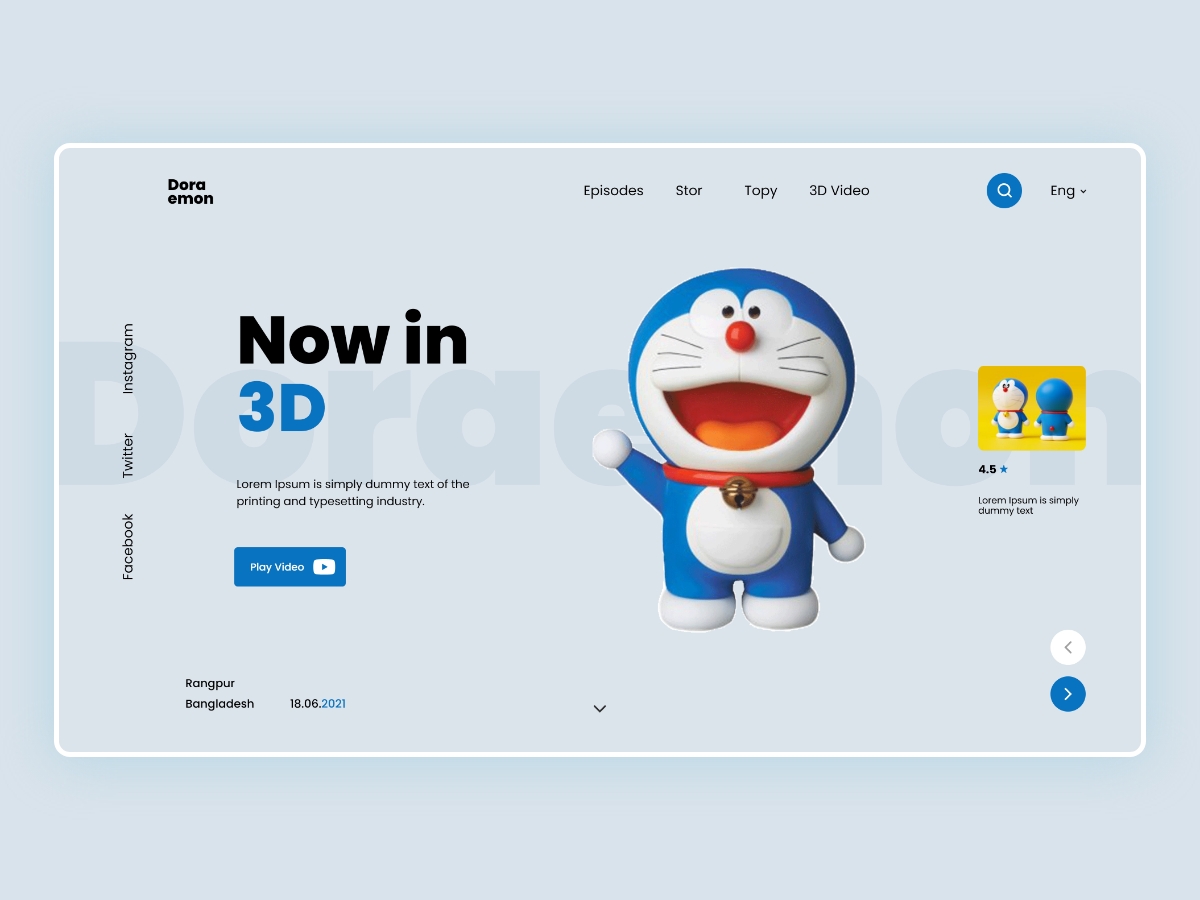 Dora
emon
Episodes
Stor
Topy
3D Video
Eng
Instagram
Twitter
Facebook
Doraemon
Now in
3D
Lorem Ipsum is simply dummy text of the
printing and typesetting industry.
Play Video
4.5 ★
Lorem Ipsum is simply
dummy text
Rangpur
Bangladesh
18.06.2021